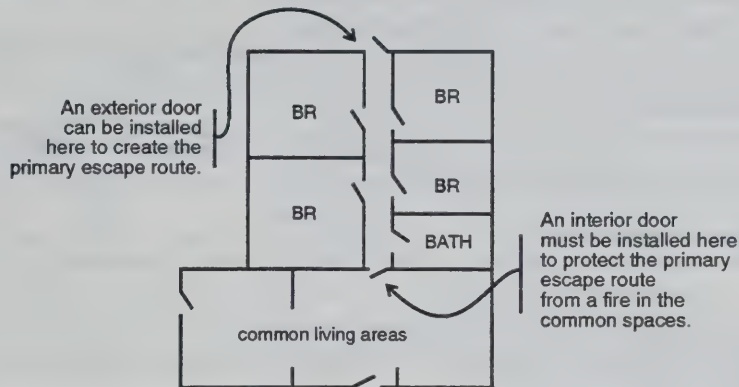 An exterior door
can be installed
here to create the
primary escape route.
BR
BR
BR
BR
BATH
An interior door
must be installed here
to protect the primary
escape route
from a fire in the
common spaces.
common living areas